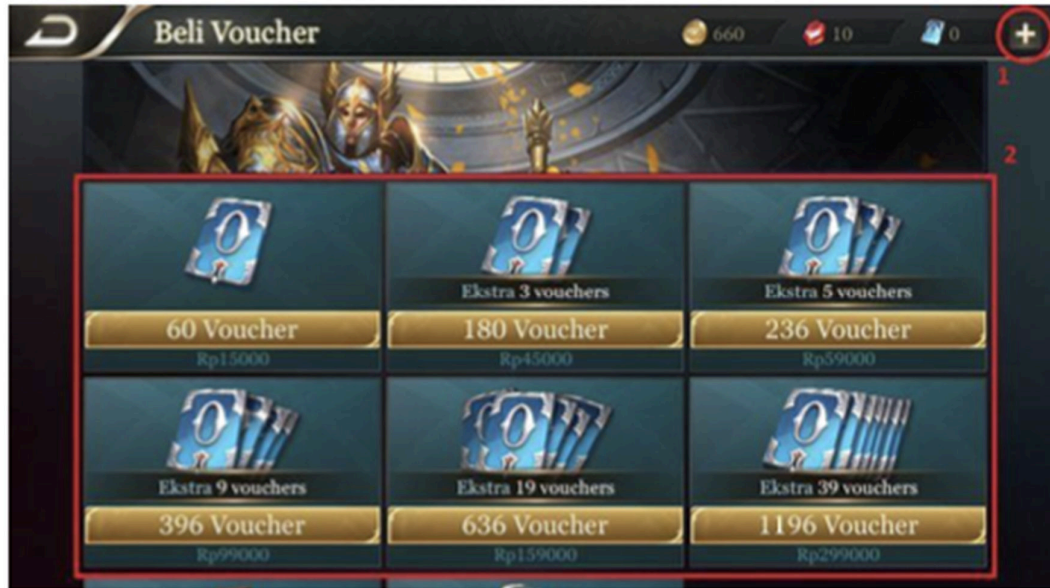 Beli Voucher 660 10 0 +
1
2
Ekstra 3 vouchers Ekstra 5 vouchers
60 Voucher 180 Voucher 236 Voucher
Rp15000 Rp45000 Rp59000
Ekstra 9 vouchers Ekstra 19 vouchers Ekstra 39 vouchers
396 Voucher 636 Voucher 1196 Voucher
Rp99000 Rp159000 Rp299000